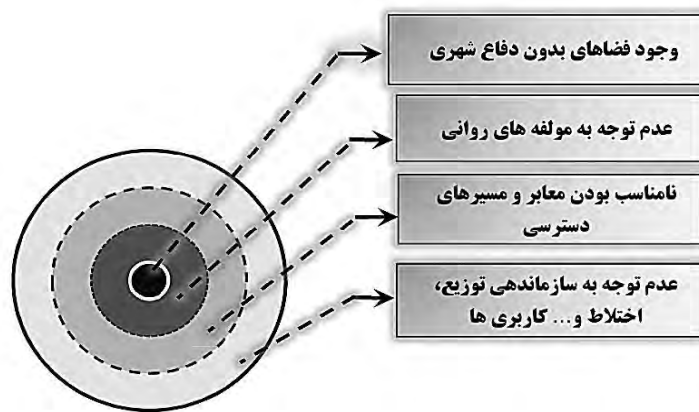 وجود فضاهای بدون دفاع شهری
عدم توجه به مولفه های روانی
نامناسب بودن معابر و مسیرهای
دسترسی
عدم توجه به سازماندهی توزیع،
اختلاط و... کاربری ها